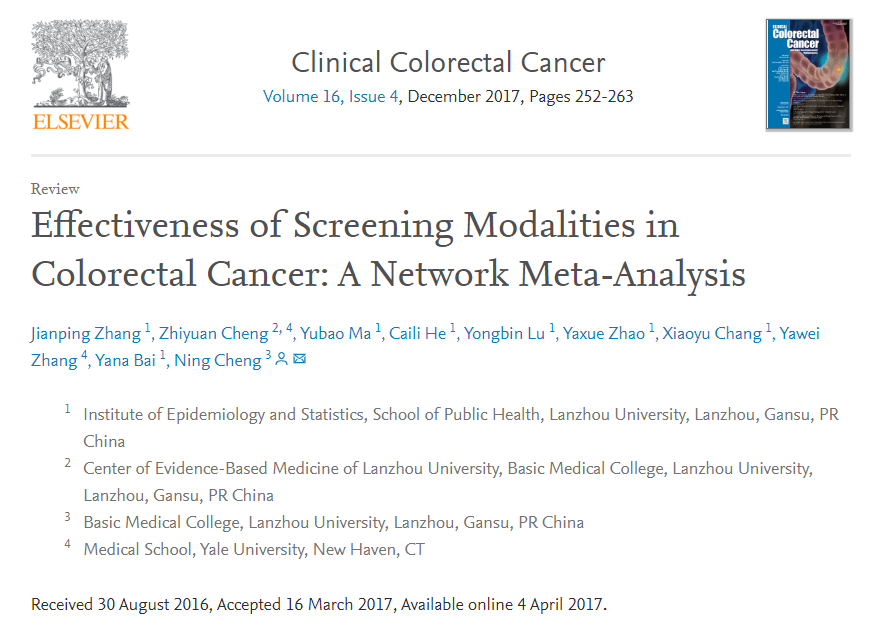 Clinical Colorectal Cancer
Volume 16, Issue 4, December 2017, Pages 252-263
ELSEVIER
Colorectal
Cancer
Review
Effectiveness of Screening Modalities in
Colorectal Cancer: A Network Meta-Analysis
Jianping Zhang 1, Zhiyuan Cheng 2, 4, Yubao Ma 1, Caili He 1, Yongbin Lu 1, Yaxue Zhao 1, Xiaoyu Chang 1, Yawei
Zhang 4, Yana Bai 1, Ning Cheng 3
1 Institute of Epidemiology and Statistics, School of Public Health, Lanzhou University, Lanzhou, Gansu, PR
China
2 Center of Evidence-Based Medicine of Lanzhou University, Basic Medical College, Lanzhou University,
Lanzhou, Gansu, PR China
3 Basic Medical College, Lanzhou University, Lanzhou, Gansu, PR China
4 Medical School, Yale University, New Haven, CT
Received 30 August 2016, Accepted 16 March 2017, Available online 4 April 2017.